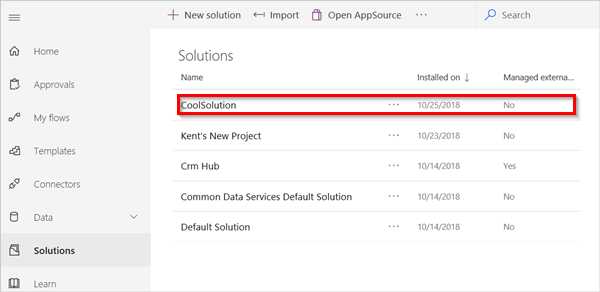 New solution Import Open AppSource ... Search
Home
Approvals
My flows
Templates
Connectors
Data
Solutions
Learn
Solutions
Name Installed on ↓ Managed externa...
CoolSolution ... 10/25/2018 No
Kent's New Project ... 10/23/2018 No
Crm Hub ... 10/14/2018 Yes
Common Data Services Default Solution ... 10/14/2018 No
Default Solution ... 10/14/2018 No